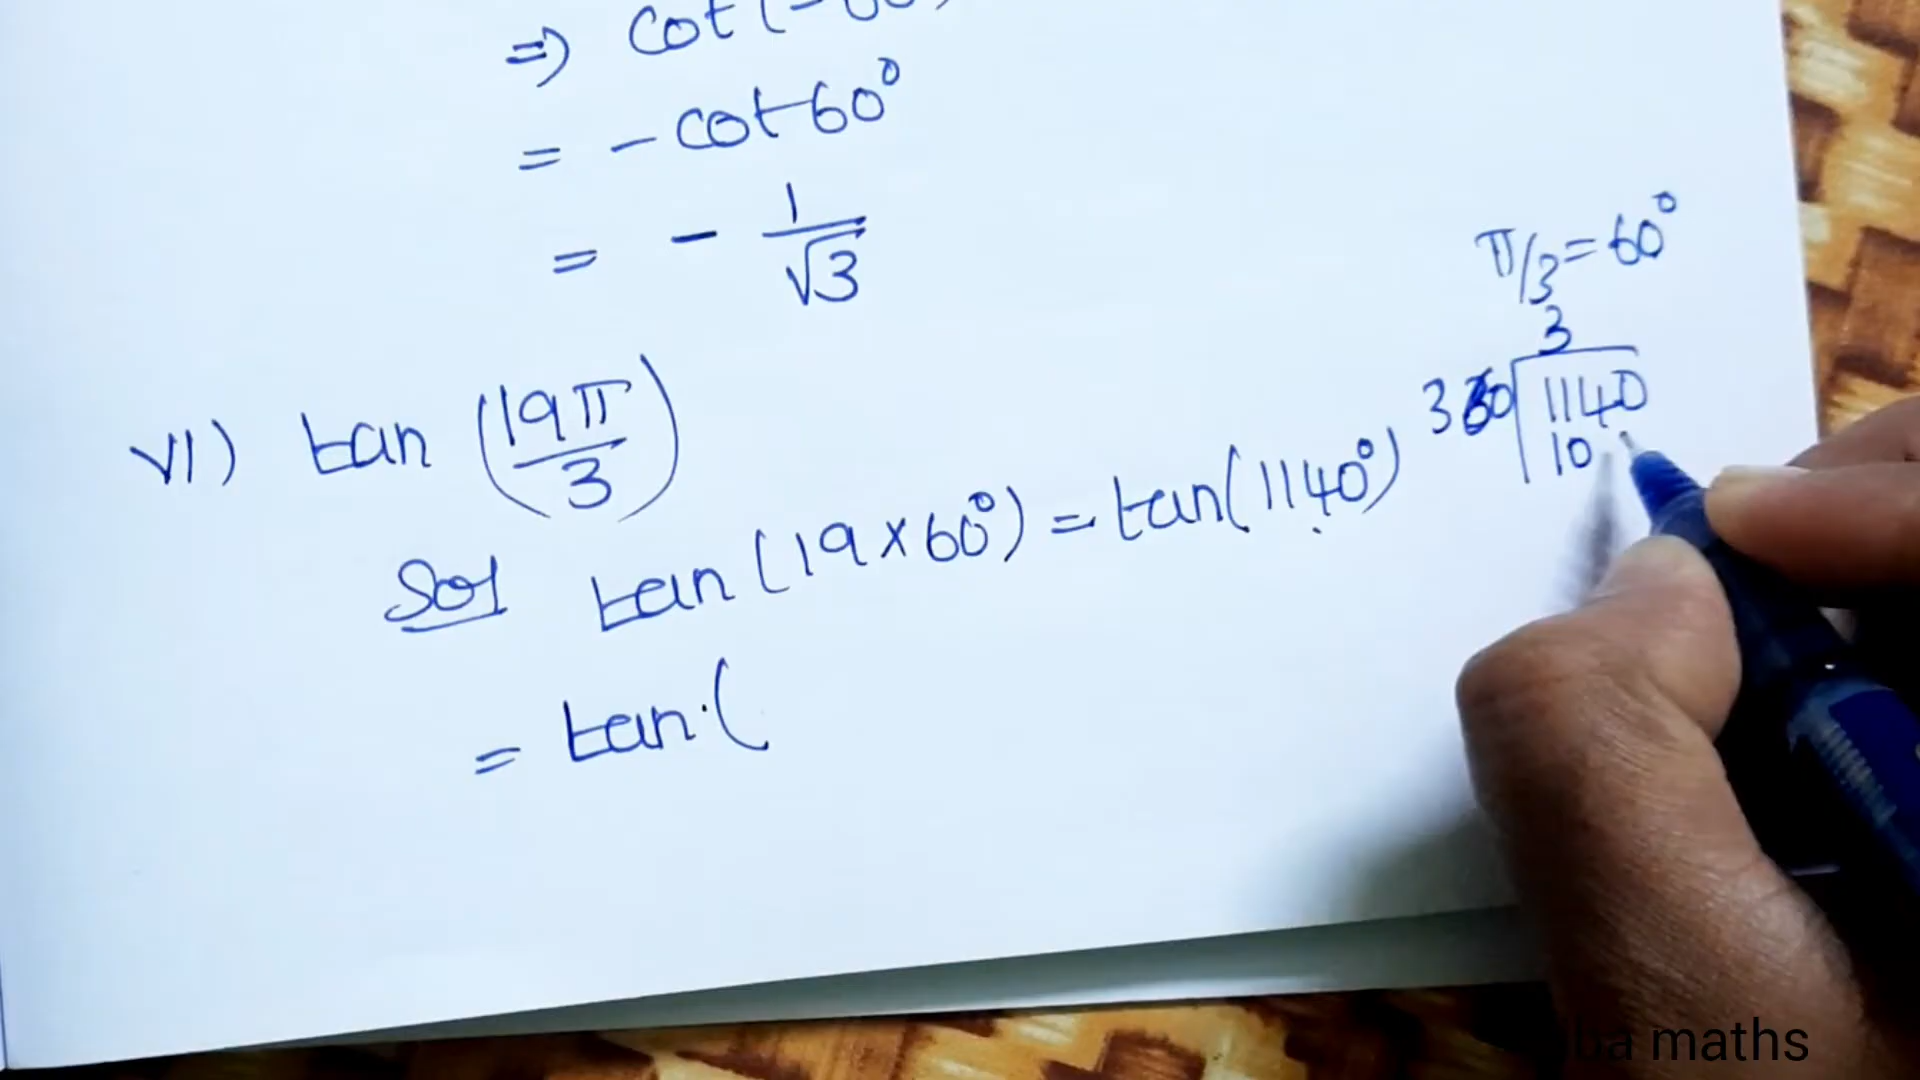 => cot(-60
= -cot60°
= - 1/√3
π/3 = 60°
VI) tan (19π/3)
3
360 1140
10
Sol tan (19×60°) = tan(1140°)
= tan.(
ba maths